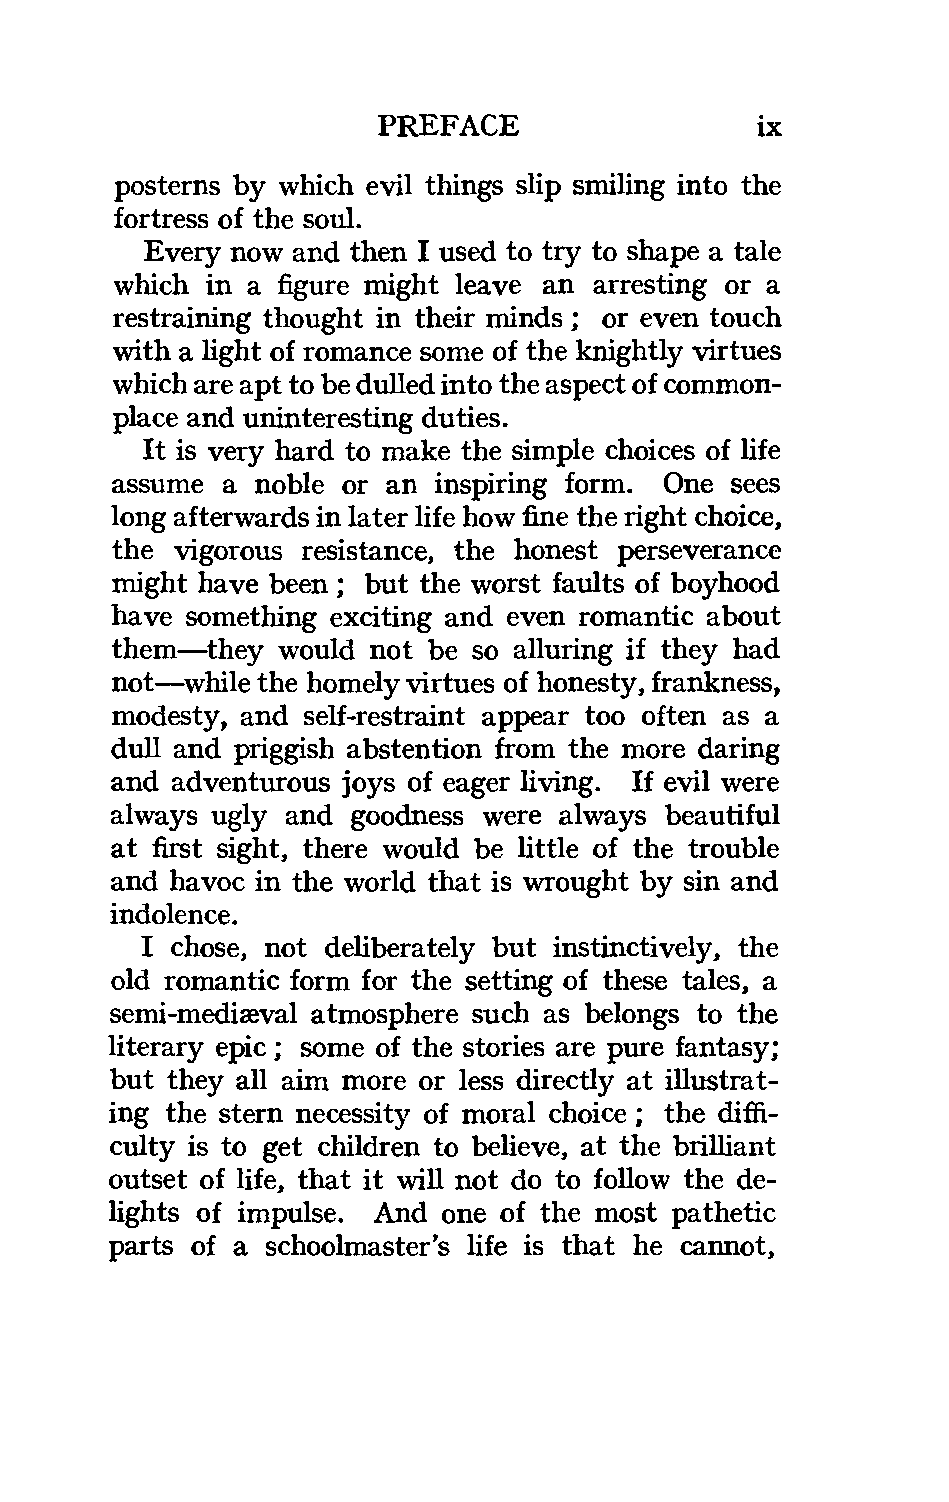 PREFACE ix
posterns by which evil things slip smiling into the
fortress of the soul.
Every now and then I used to try to shape a tale
which in a figure might leave an arresting or a
restraining thought in their minds ; or even touch
with a light of romance some of the knightly virtues
which are apt to be dulled into the aspect of common-
place and uninteresting duties.
It is very hard to make the simple choices of life
assume a noble or an inspiring form. One sees
long afterwards in later life how fine the right choice,
the vigorous resistance, the honest perseverance
might have been ; but the worst faults of boyhood
have something exciting and even romantic about
them—they would not be so alluring if they had
not—while the homely virtues of honesty, frankness,
modesty, and self-restraint appear too often as a
dull and priggish abstention from the more daring
and adventurous joys of eager living. If evil were
always ugly and goodness were always beautiful
at first sight, there would be little of the trouble
and havoc in the world that is wrought by sin and
indolence.
I chose, not deliberately but instinctively, the
old romantic form for the setting of these tales, a
semi-mediæval atmosphere such as belongs to the
literary epic ; some of the stories are pure fantasy;
but they all aim more or less directly at illustrat-
ing the stern necessity of moral choice ; the diffi-
culty is to get children to believe, at the brilliant
outset of life, that it will not do to follow the de-
lights of impulse. And one of the most pathetic
parts of a schoolmaster's life is that he cannot,